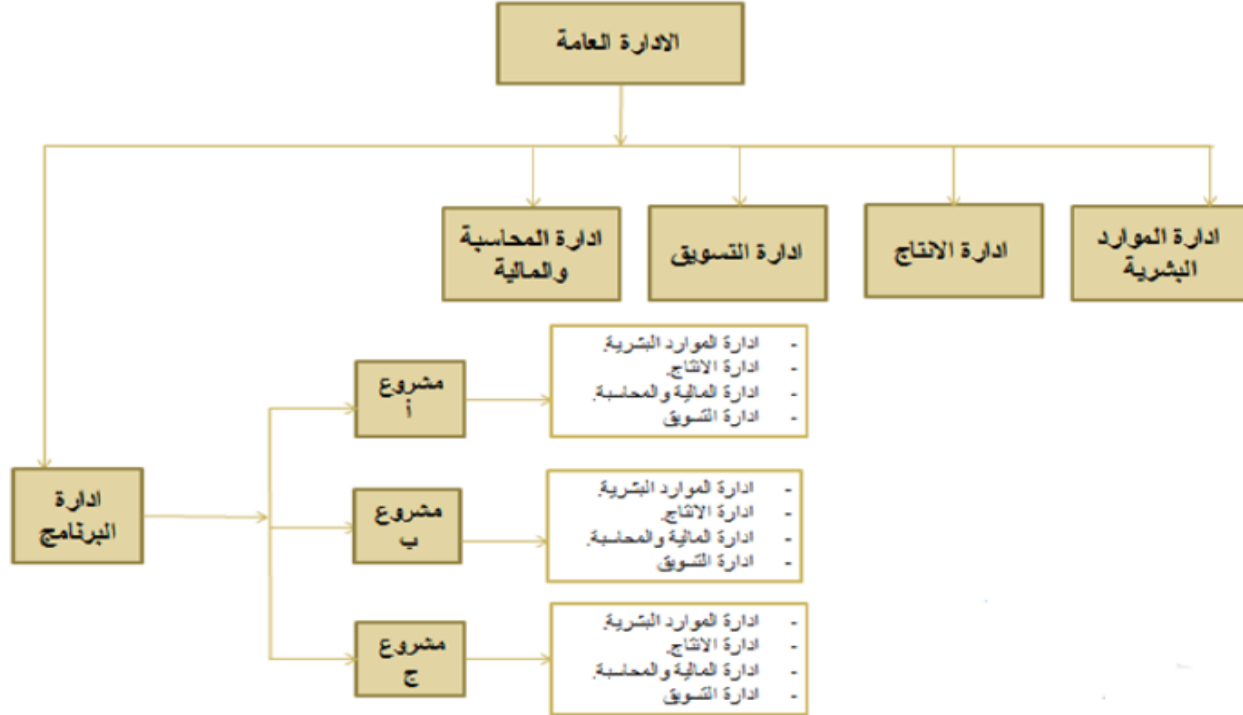 الادارة العامة
ادارة الموارد
البشرية
ادارة الانتاج
ادارة التسويق
ادارة المحاسبة
والمالية
ادارة
البرنامج
مشروع
أ
- ادارة الموارد البشرية.
- ادارة الانتاج.
- ادارة المالية والمحاسبة.
- ادارة التسويق
مشروع
ب
- ادارة الموارد البشرية.
- ادارة الانتاج.
- ادارة المالية والمحاسبة.
- ادارة التسويق
مشروع
ج
- ادارة الموارد البشرية.
- ادارة الانتاج.
- ادارة المالية والمحاسبة.
- ادارة التسويق